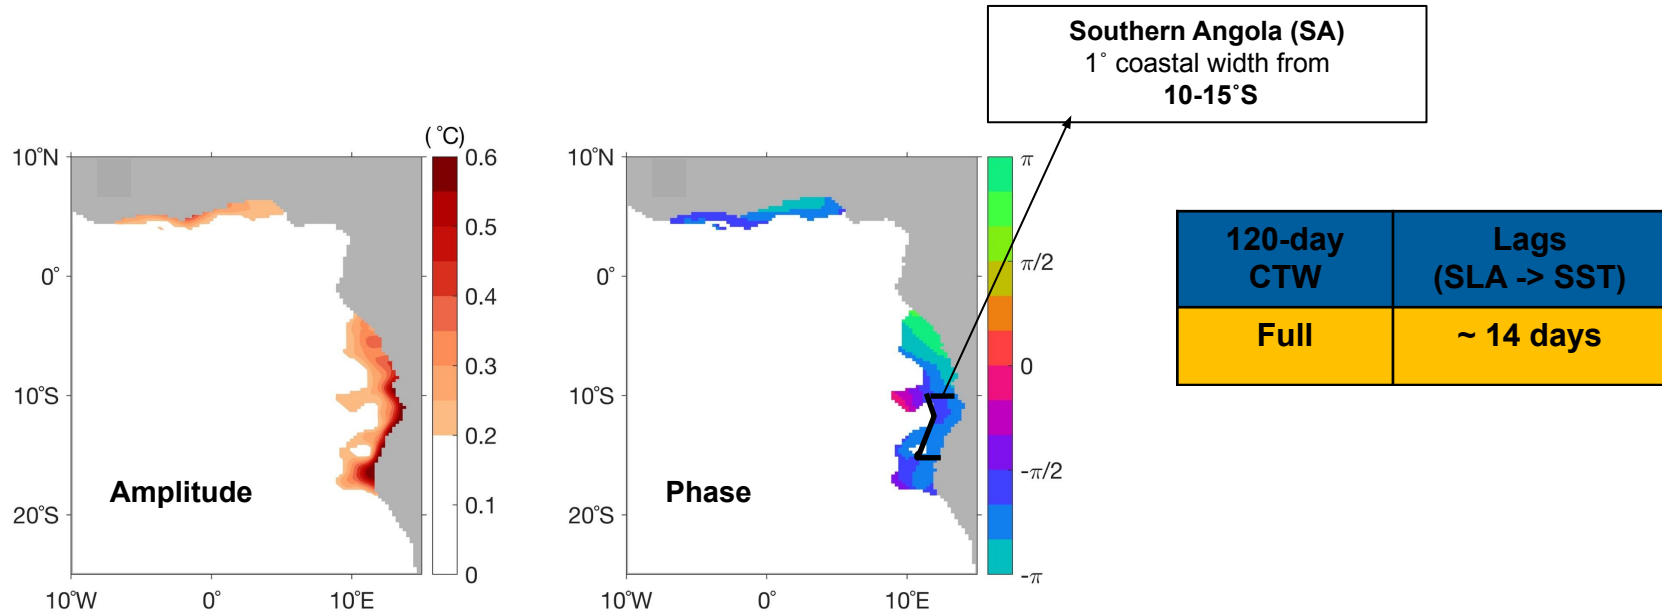 Southern Angola (SA)
1˚ coastal width from
10-15˚S
(˚C)
10˚N
0˚
10˚S
20˚S
10˚W
0˚
10˚E
Amplitude
0.6
0.5
0.4
0.3
0.2
0.1
0
10˚N
0˚
10˚S
20˚S
10˚W
0˚
10˚E
Phase
π
π/2
0
-π/2
-π
120-day
CTW
Lags
(SLA -> SST)
Full
~ 14 days